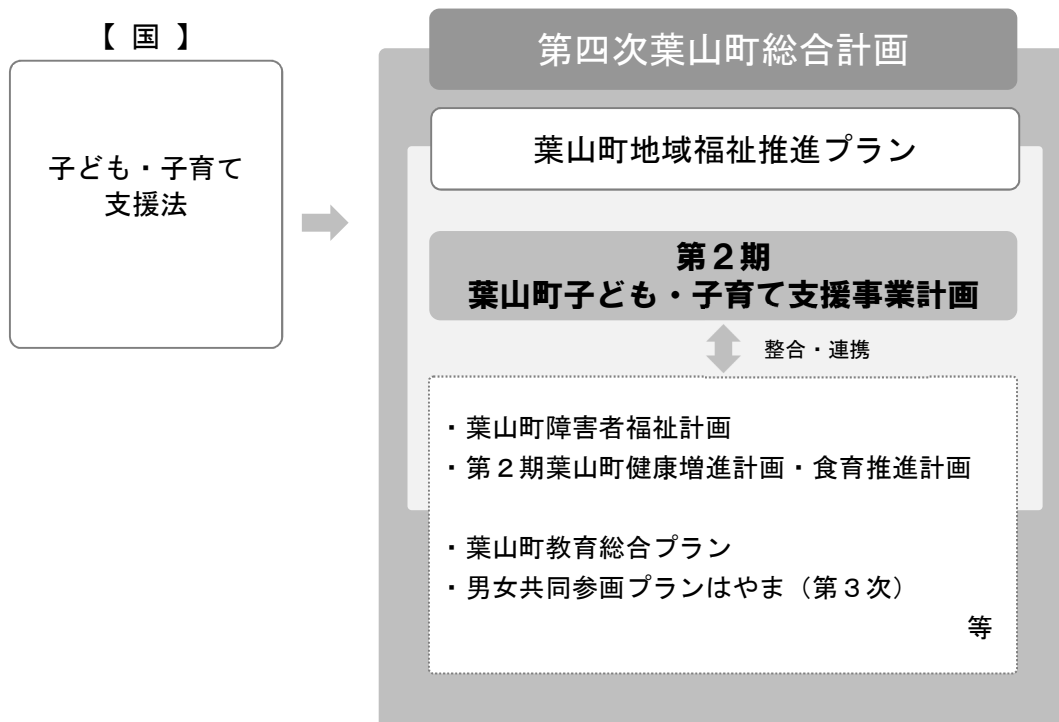 【 国 】
子ども・子育て
支援法
第四次葉山町総合計画
葉山町地域福祉推進プラン
第２期
葉山町子ども・子育て支援事業計画
整合・連携
・葉山町障害者福祉計画
・第２期葉山町健康増進計画・食育推進計画
・葉山町教育総合プラン
・男女共同参画プランはやま（第３次）
等